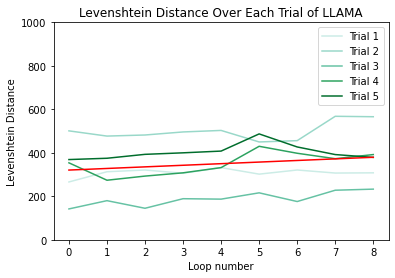 Levenshtein Distance Over Each Trial of LLAMA
1000
800
600
400
200
0
Levenshtein Distance
Trial 1
Trial 2
Trial 3
Trial 4
Trial 5
0 1 2 3 4 5 6 7 8
Loop number